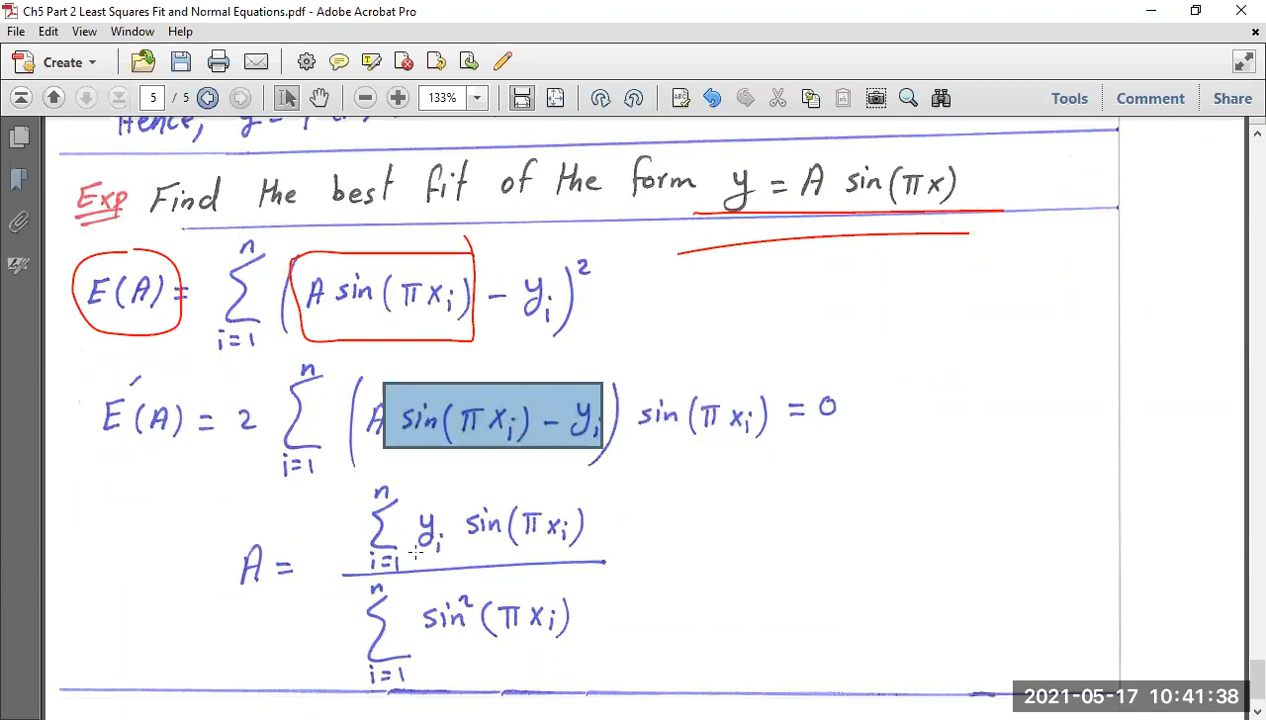 Ch5 Part 2 Least Squares Fit and Normal Equations.pdf - Adobe Acrobat Pro
File Edit View Window Help
Create
5 / 5 133% Tools Comment Share
Hence, y =
Exp Find the best fit of the form y = A sin(πx)
E(A) = Σ_{i=1}^{n} (A sin(πx_i) - y_i)²
E'(A) = 2 Σ_{i=1}^{n} (A sin(πx_i) - y_i) sin(πx_i) = 0
A = Σ_{i=1}^{n} y_i sin(πx_i) / Σ_{i=1}^{n} sin²(πx_i)
2021-05-17 10:41:38